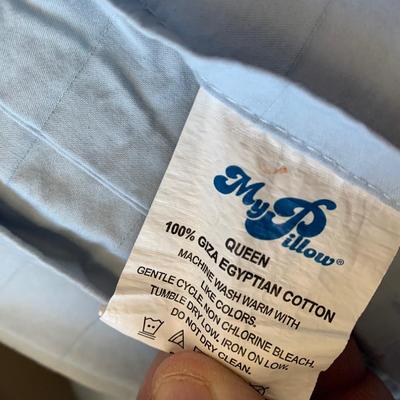 MyPillow®
QUEEN
100% GIZA EGYPTIAN COTTON
MACHINE WASH WARM WITH
LIKE COLORS.
GENTLE CYCLE. NON CHLORINE BLEACH.
TUMBLE DRY LOW. IRON ON LOW.
DO NOT DRY CLEAN.